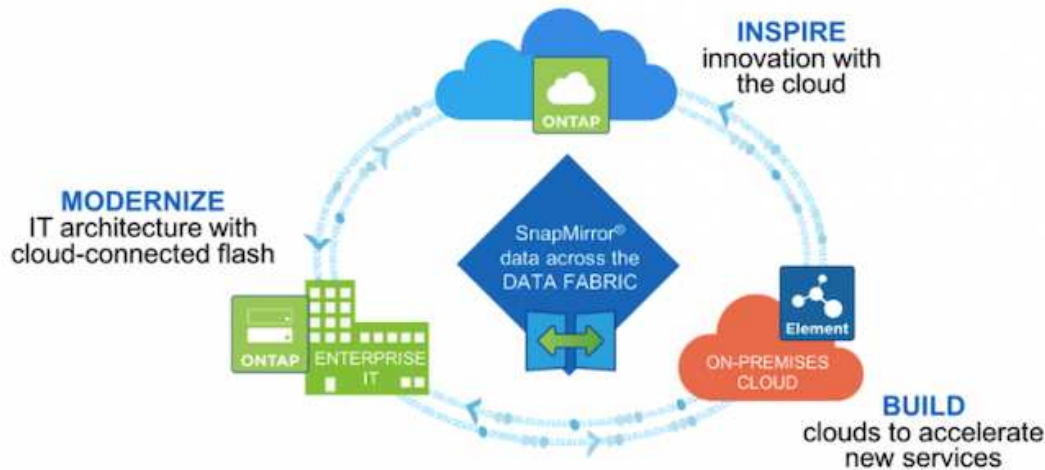 INSPIRE
innovation with
the cloud
ONTAP
MODERNIZE
IT architecture with
cloud-connected flash
SnapMirror®
data across the
DATA FABRIC
ONTAP
ENTERPRISE
IT
Element
ON-PREMISES
CLOUD
BUILD
clouds to accelerate
new services